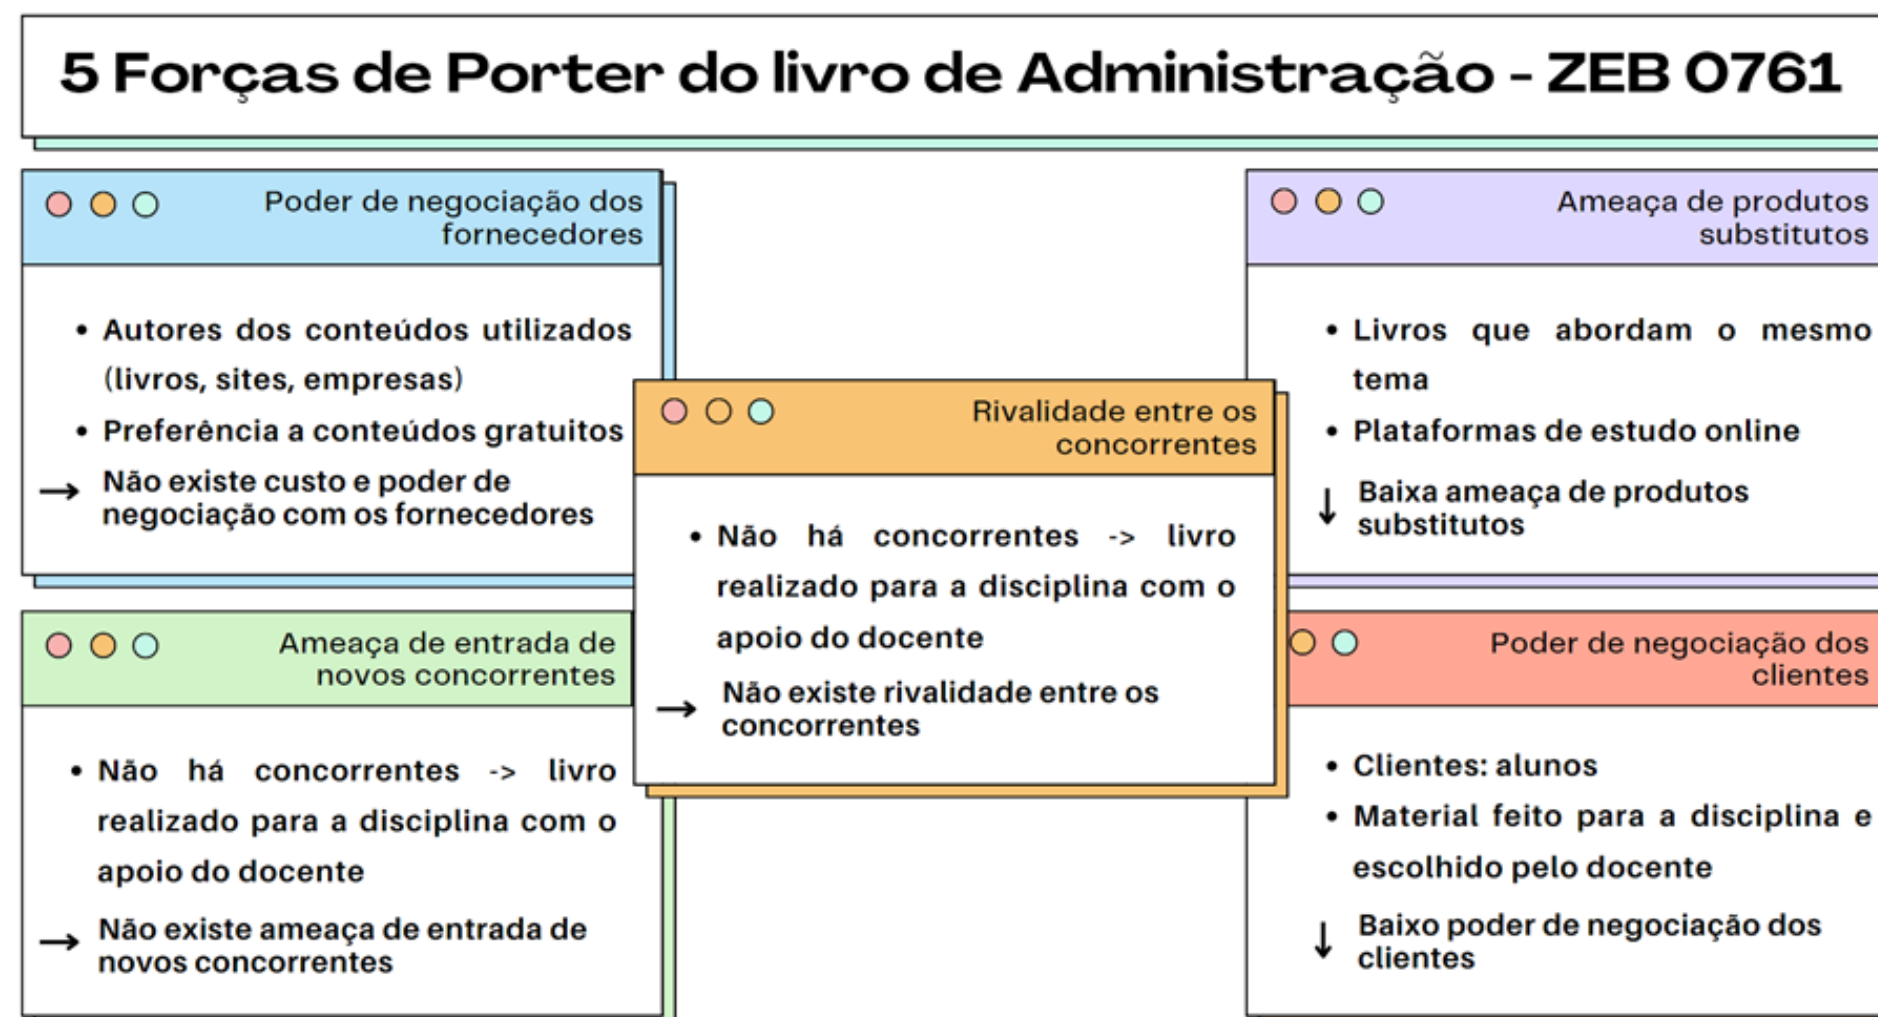 5 Forças de Porter do livro de Administração - ZEB 0761
Poder de negociação dos
fornecedores
• Autores dos conteúdos utilizados
(livros, sites, empresas)
• Preferência a conteúdos gratuitos
→ Não existe custo e poder de
negociação com os fornecedores
Ameaça de produtos
substitutos
• Livros que abordam o mesmo
tema
• Plataformas de estudo online
↓ Baixa ameaça de produtos
substitutos
Rivalidade entre os
concorrentes
• Não há concorrentes -> livro
realizado para a disciplina com o
apoio do docente
→ Não existe rivalidade entre os
concorrentes
Ameaça de entrada de
novos concorrentes
• Não há concorrentes -> livro
realizado para a disciplina com o
apoio do docente
→ Não existe ameaça de entrada de
novos concorrentes
Poder de negociação dos
clientes
• Clientes: alunos
• Material feito para a disciplina e
escolhido pelo docente
↓ Baixo poder de negociação dos
clientes